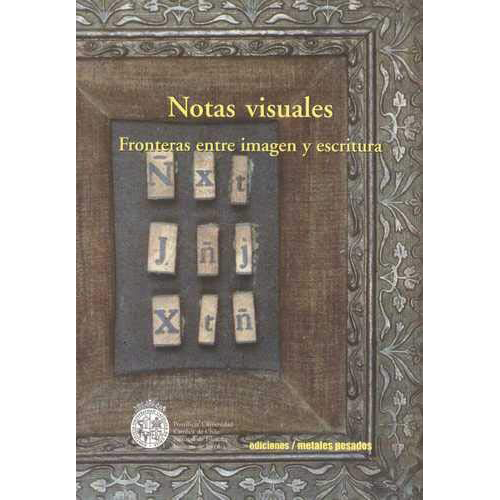 Notas visuales
Fronteras entre imagen y escritura
Ñ x t
J ñ j
X t ñ
Pontificia Universidad
Católica de Chile
ediciones / metales pesados